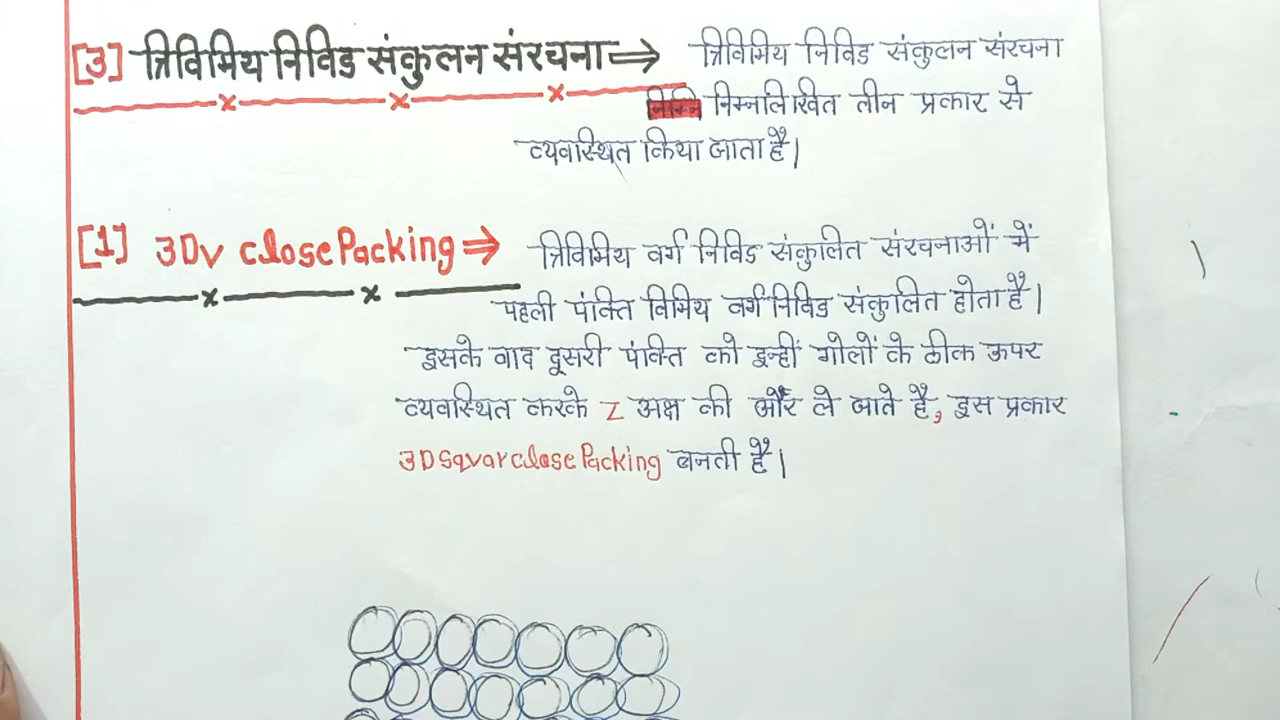 [3] त्रिविमिय निविड संकुलन संरचना ⇒ त्रिविमिय निविड संकुलन संरचना
निम्नलिखित तीन प्रकार से
व्यवस्थित किया जाता है।
[1] 3Dv close Packing ⇒ त्रिविमिय वर्ग निविड संकुलित संरचनाओं में
पहली पंक्ति विमिय वर्ग निविड संकुलित होता है।
इसके वाद दूसरी पंक्ति को इन्हीं गोलों के ठीक ऊपर
व्यवस्थित करके Z अक्ष की और ले जाते है, इस प्रकार
3D squar close Packing बनती है।